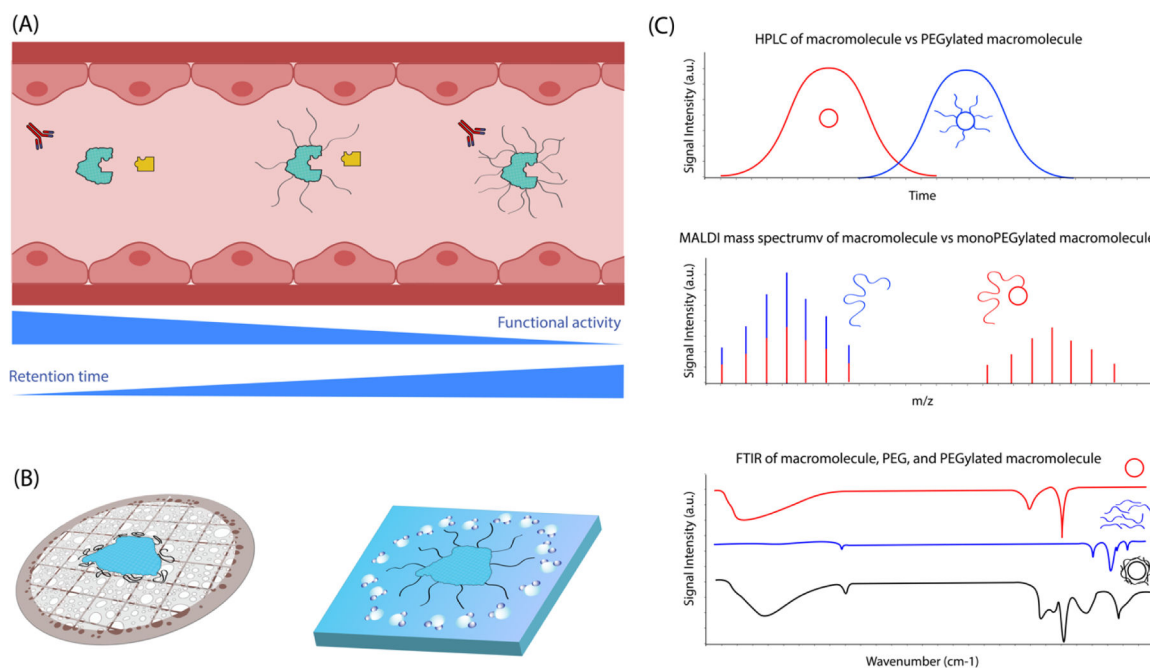 (A)
Functional activity
Retention time
(B)
(C)
HPLC of macromolecule vs PEGylated macromolecule
Signal Intensity (a.u.)
Time
MALDI mass spectrumv of macromolecule vs monoPEGylated macromolecule
Signal Intensity (a.u.)
m/z
FTIR of macromolecule, PEG, and PEGylated macromolecule
Signal Intensity (a.u.)
Wavenumber (cm-1)